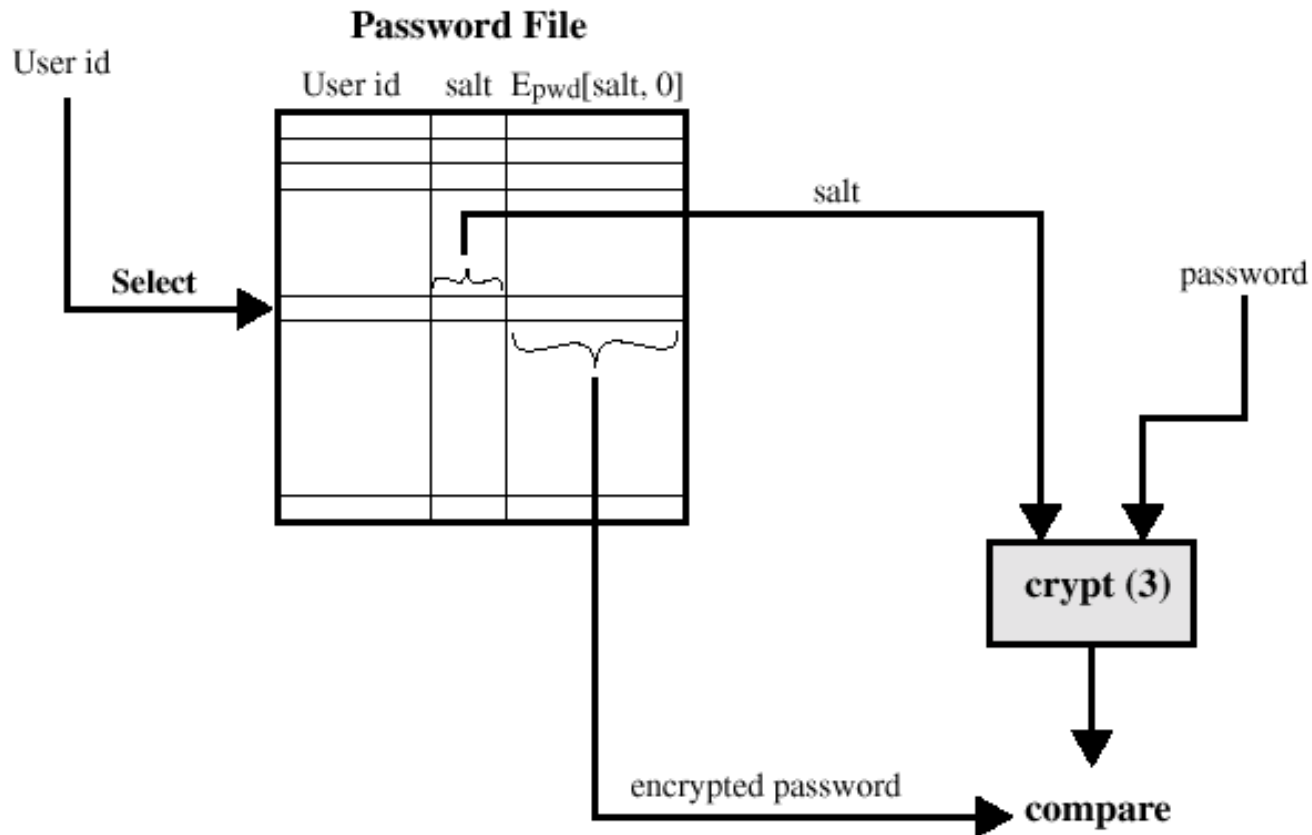 Password File
User id
User id salt Epwd[salt, 0]
salt
Select
password
crypt (3)
encrypted password
compare